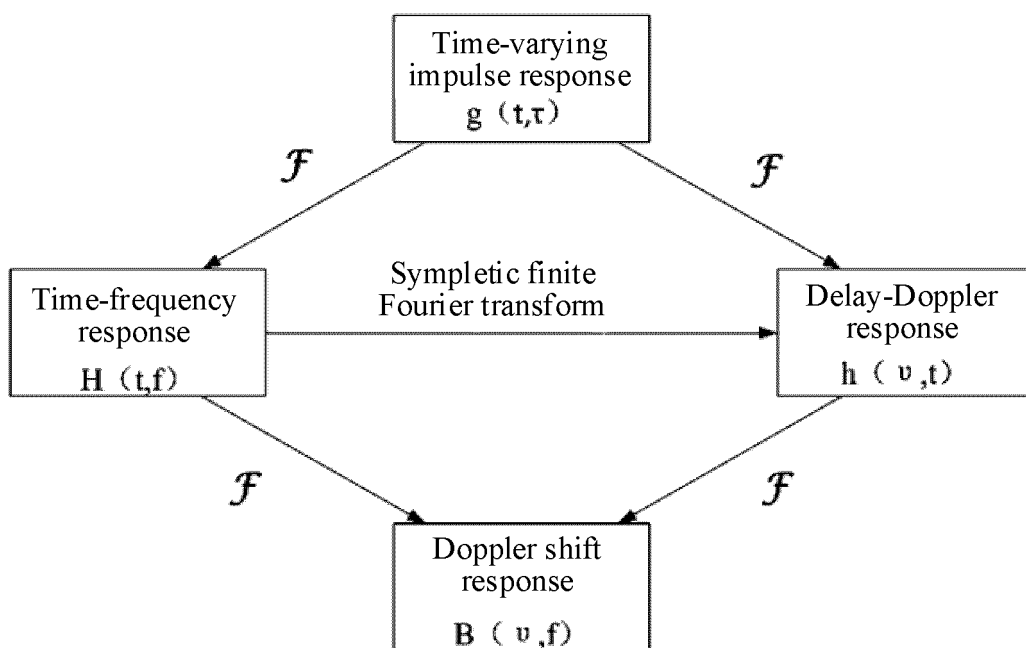 Time-varying
impulse response
g (t,τ)
ℱ
ℱ
Time-frequency
response
H (t,f)
Sympletic finite
Fourier transform
Delay-Doppler
response
h (υ,t)
ℱ
ℱ
Doppler shift
response
B (υ,f)